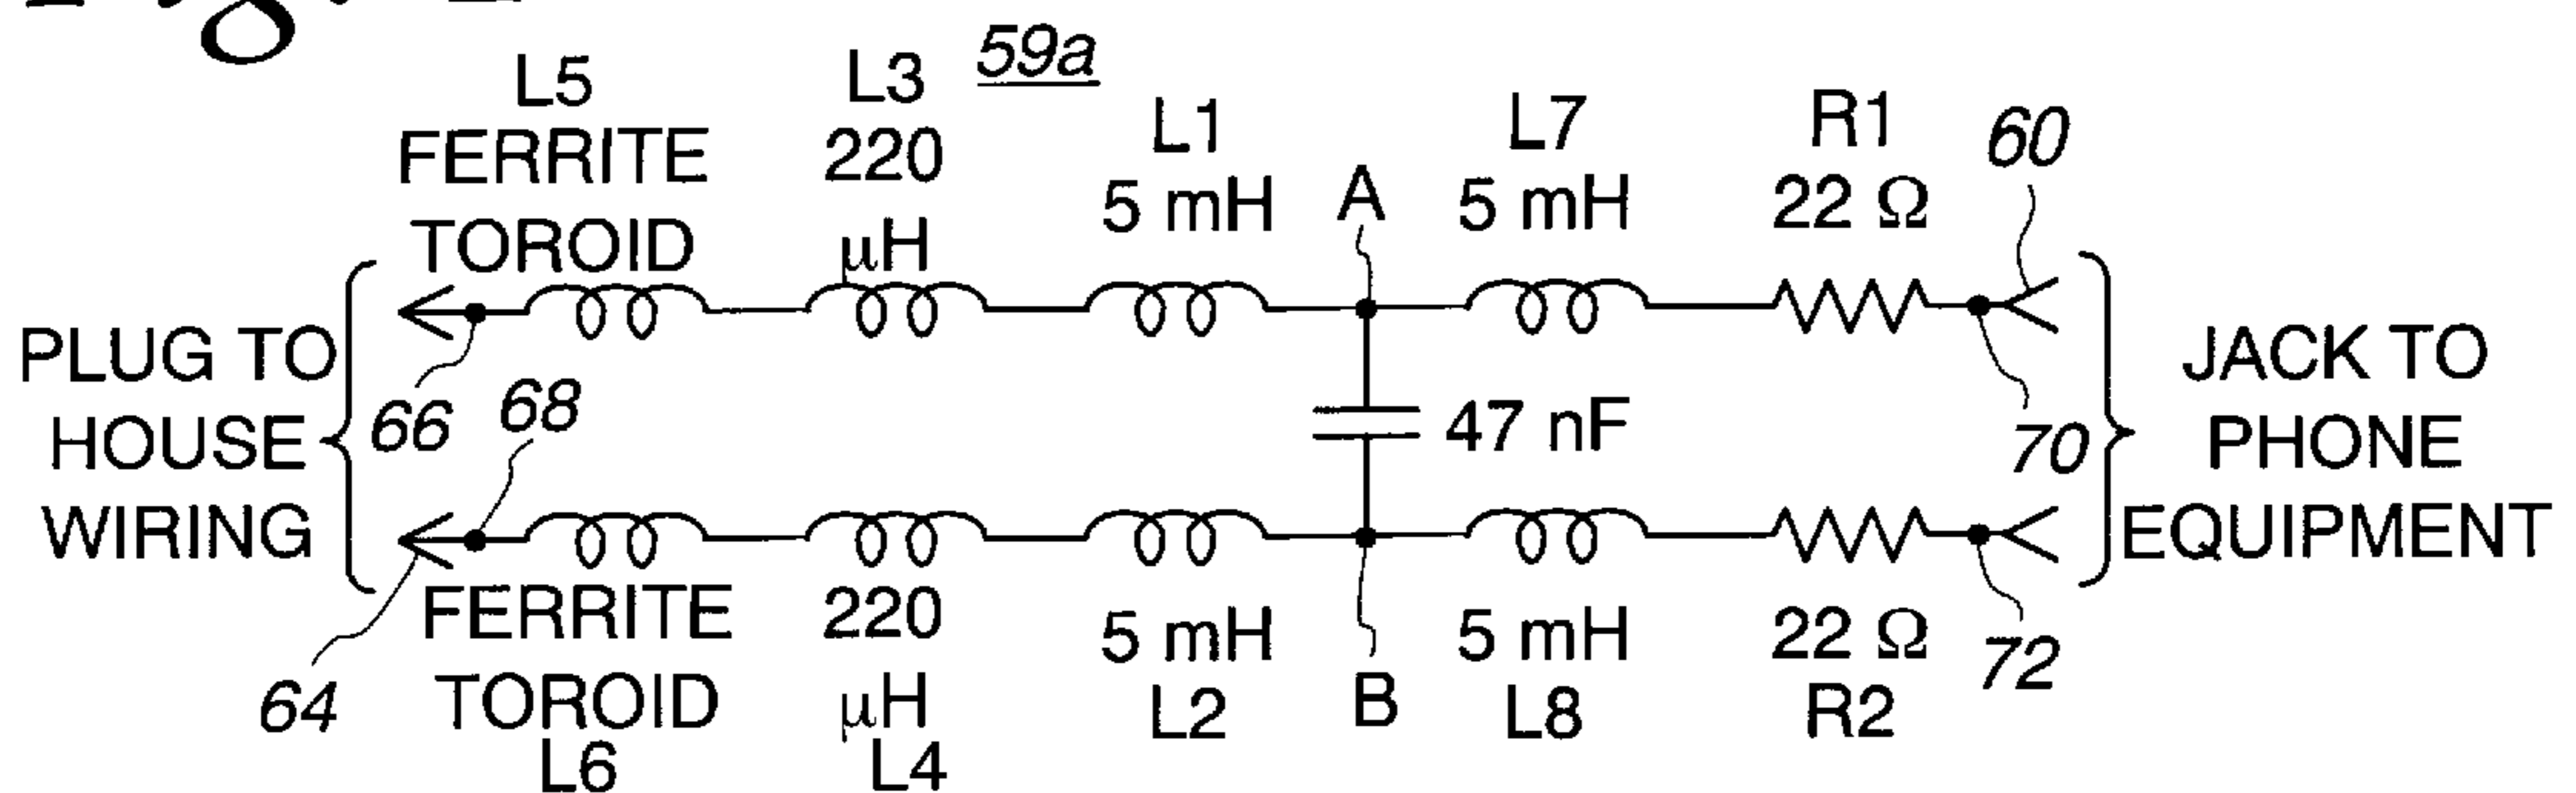 59a
L5
FERRITE
TOROID
L3
220
µH
L1
5 mH
A
L7
5 mH
R1
22 Ω
60
PLUG TO
HOUSE
WIRING
66
68
47 nF
70
JACK TO
PHONE
EQUIPMENT
64
FERRITE
TOROID
L6
220
µH
L4
5 mH
L2
B
5 mH
L8
22 Ω
R2
72